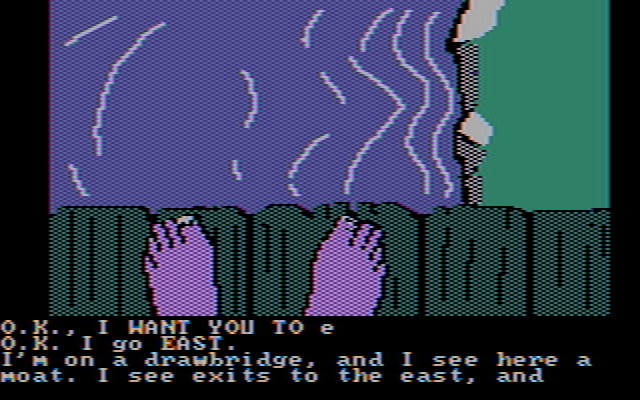 O.K., I WANT YOU TO e
O.K. I go EAST.
I'm on a drawbridge, and I see here a
moat. I see exits to the east, and